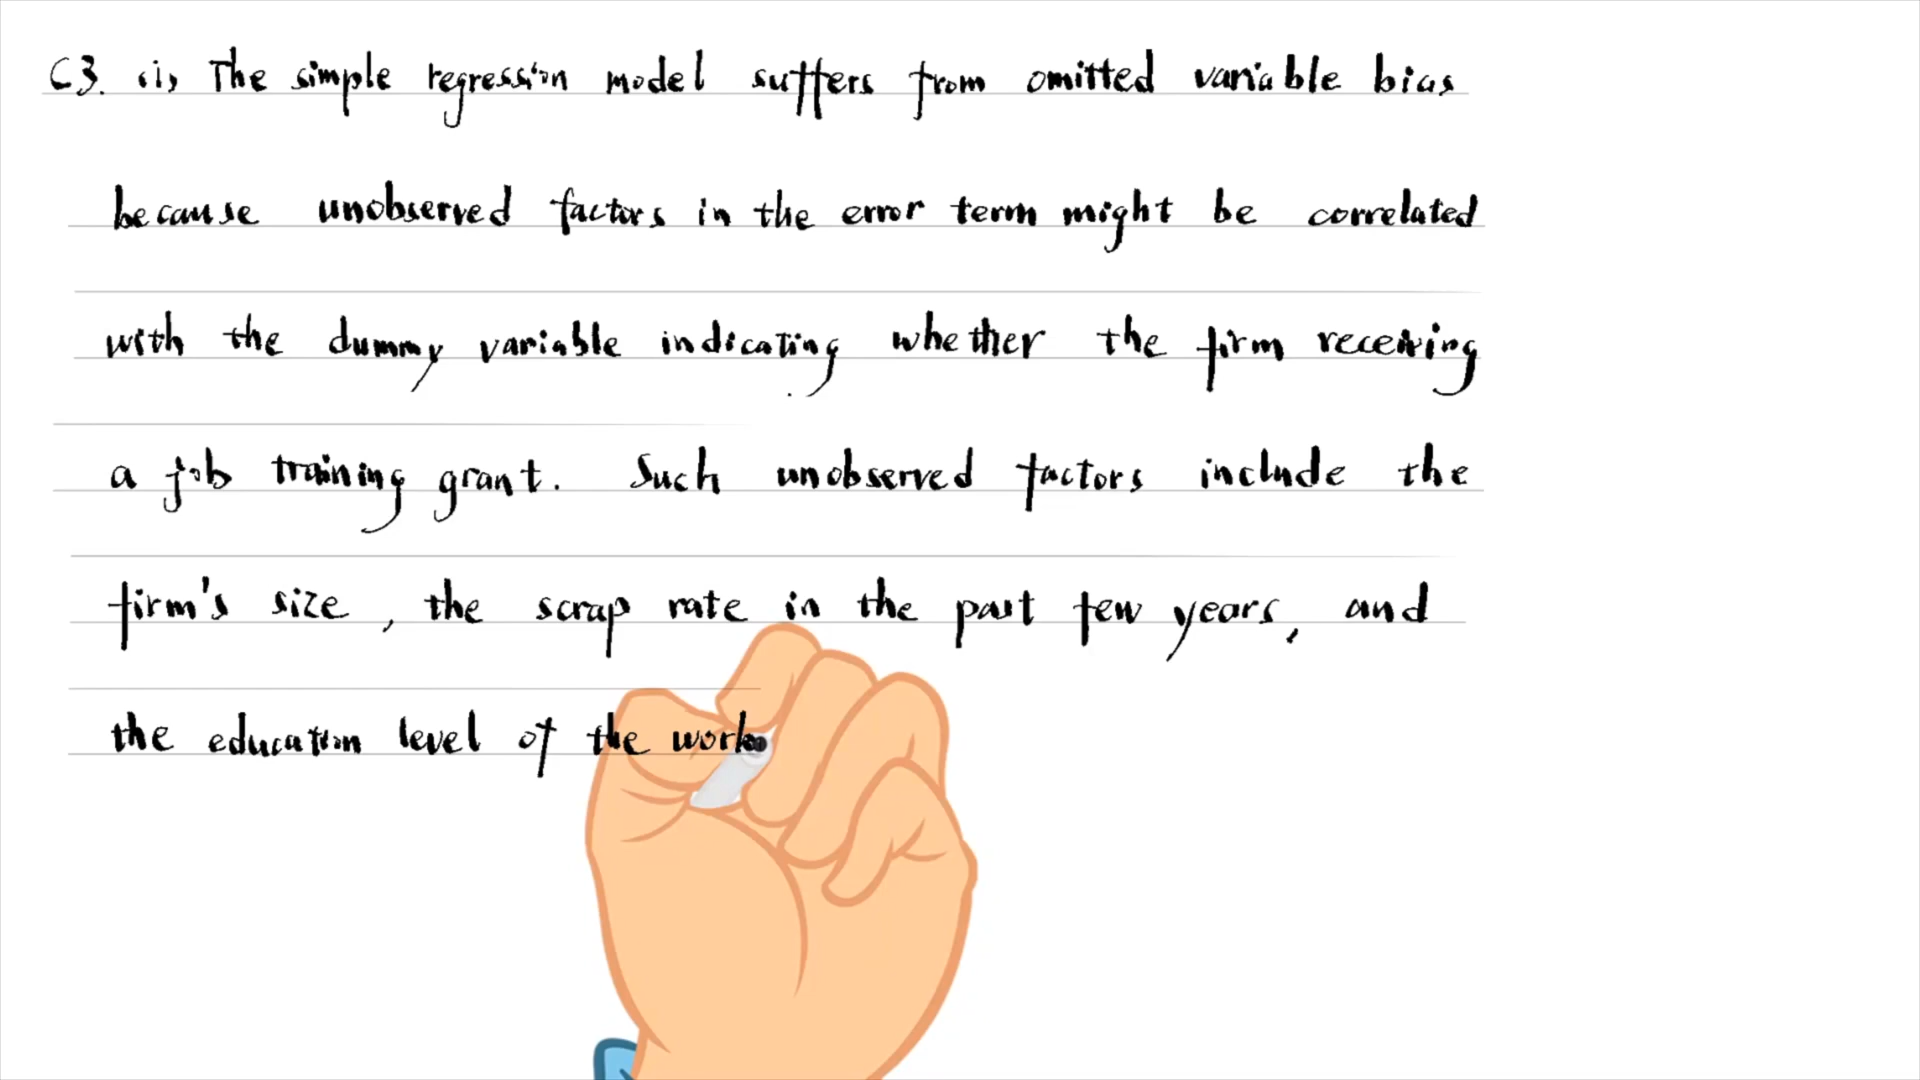 C3. (i) The simple regression model suffers from omitted variable bias
because unobserved factors in the error term might be correlated
with the dummy variable indicating whether the firm receiving
a job training grant. Such unobserved factors include the
firm's size, the scrap rate in the past few years, and
the education level of the work